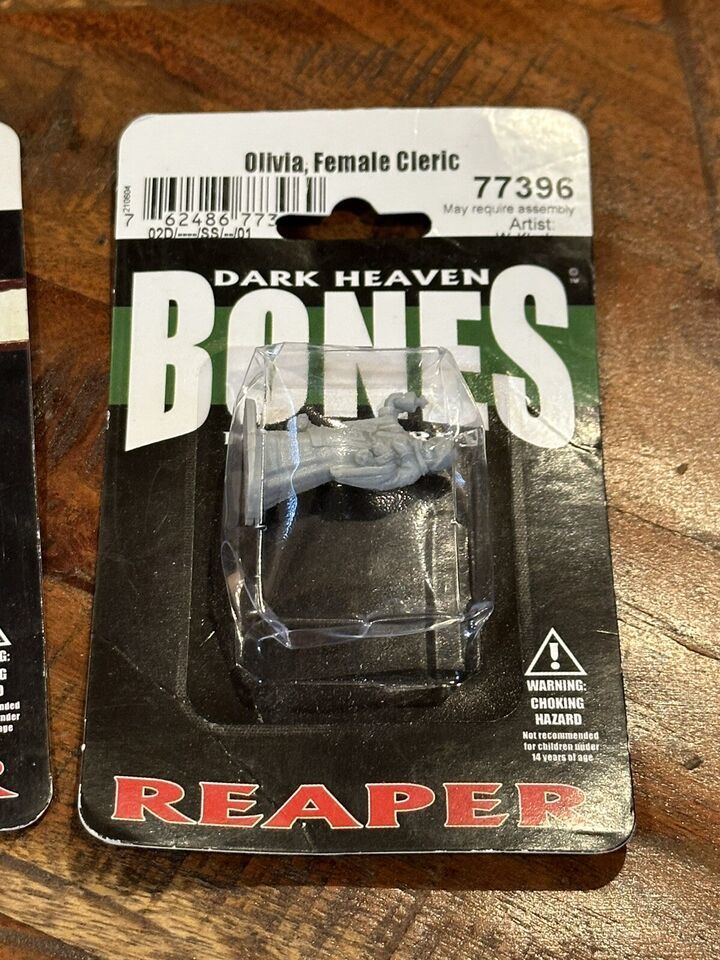 Olivia, Female Cleric
77396
210604
7 62486 773
May require assembly
02D/----/SS/--/01
Artist:
DARK HEAVEN
BONES
WARNING:
CHOKING
HAZARD
Not recommended
for children under
14 years of age
REAPER